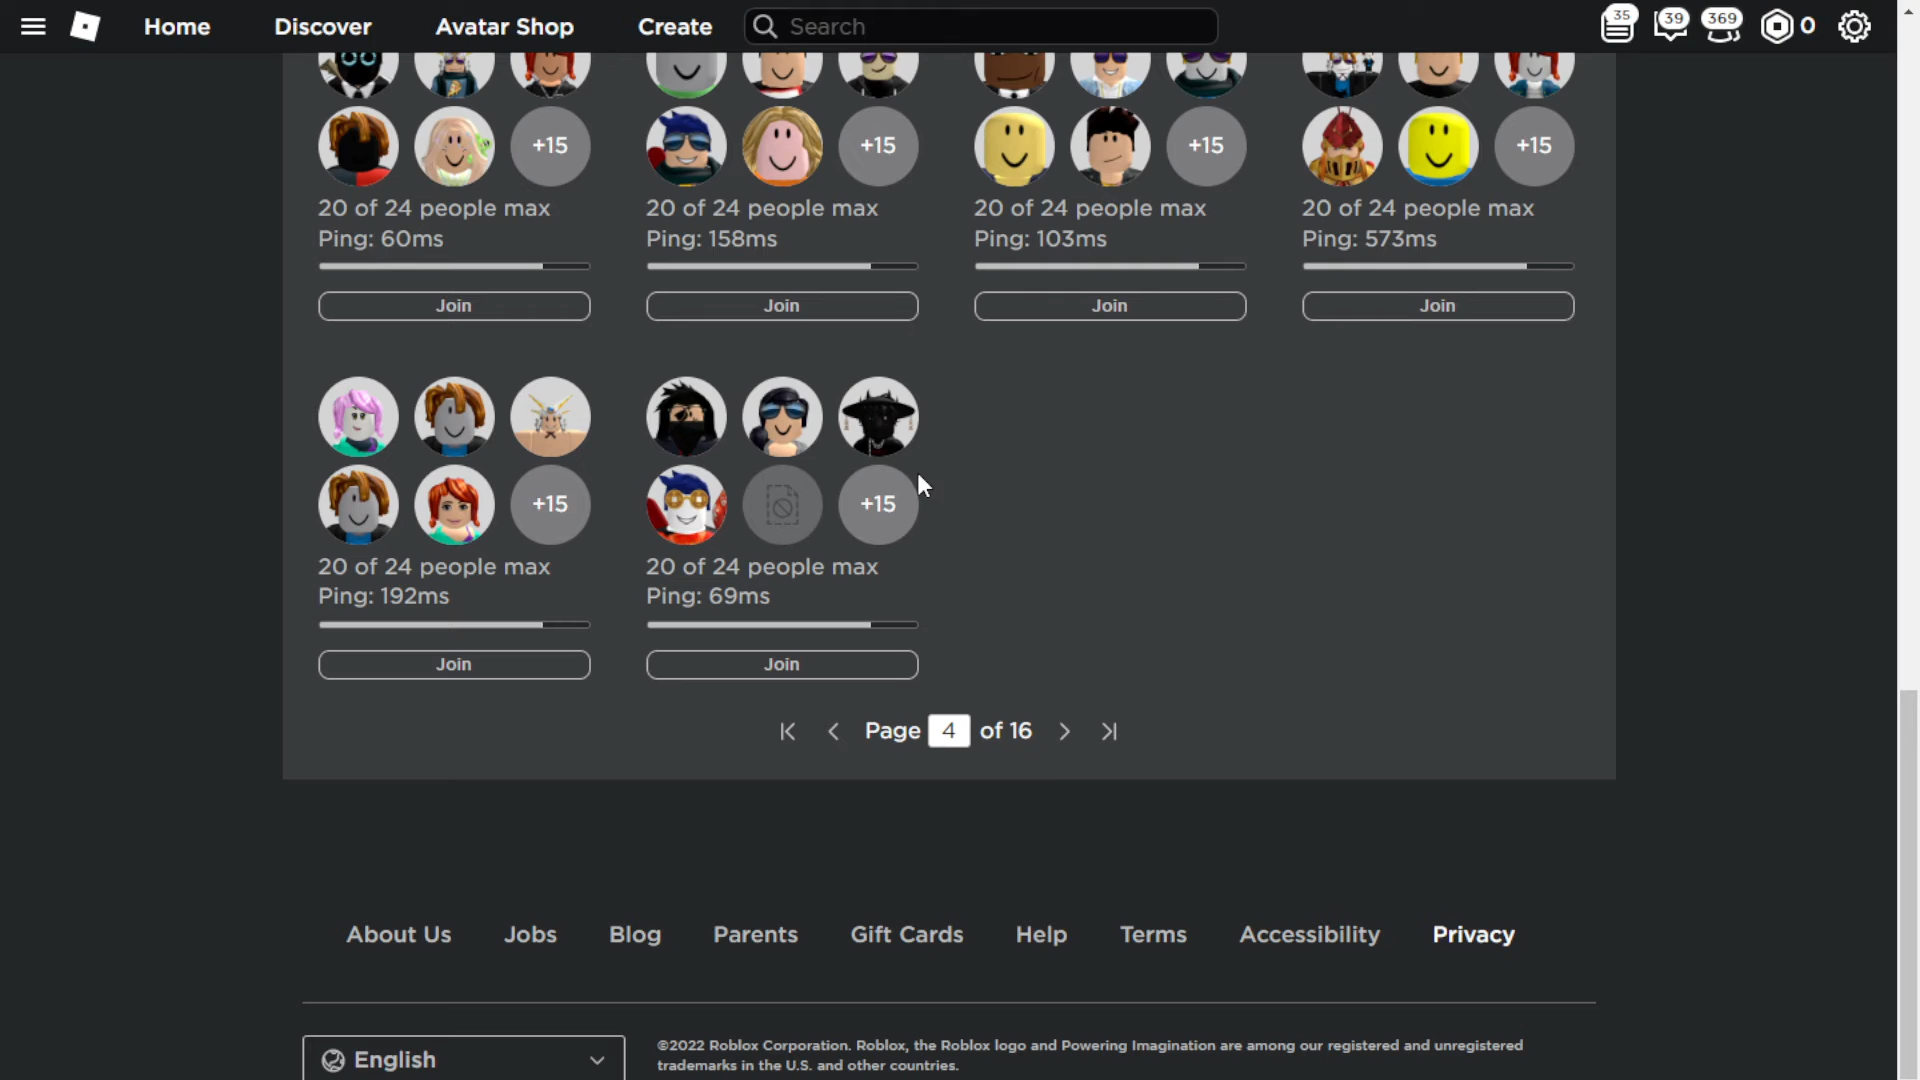 Home Discover Avatar Shop Create Search 35 39 369 0
+15 +15 +15 +15
20 of 24 people max 20 of 24 people max 20 of 24 people max 20 of 24 people max
Ping: 60ms Ping: 158ms Ping: 103ms Ping: 573ms
Join Join Join Join
+15 +15
20 of 24 people max 20 of 24 people max
Ping: 192ms Ping: 69ms
Join Join
Page 4 of 16
About Us Jobs Blog Parents Gift Cards Help Terms Accessibility Privacy
English
©2022 Roblox Corporation. Roblox, the Roblox logo and Powering Imagination are among our registered and unregistered
trademarks in the U.S. and other countries.